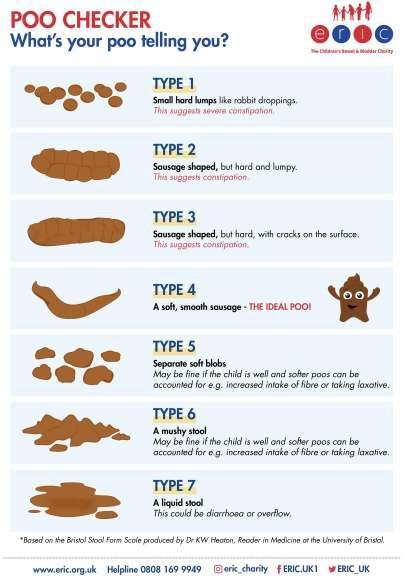 POO CHECKER
What's your poo telling you?
eric
The Children's Bowel & Bladder Charity
TYPE 1
Small hard lumps like rabbit droppings.
This suggests severe constipation.
TYPE 2
Sausage shaped, but hard and lumpy.
This suggests constipation.
TYPE 3
Sausage shaped, but hard, with cracks on the surface.
This suggests constipation.
TYPE 4
A soft, smooth sausage - THE IDEAL POO!
TYPE 5
Separate soft blobs
May be fine if the child is well and softer poos can be
accounted for e.g. increased intake of fibre or taking laxative.
TYPE 6
A mushy stool
May be fine if the child is well and softer poos can be
accounted for e.g. increased intake of fibre or taking laxative.
TYPE 7
A liquid stool
This could be diarrhoea or overflow.
*Based on the Bristol Stool Form Scale produced by Dr KW Heaton, Reader in Medicine at the University of Bristol.
www.eric.org.uk Helpline 0808 169 9949 eric_charity ERIC.UK1 ERIC_UK